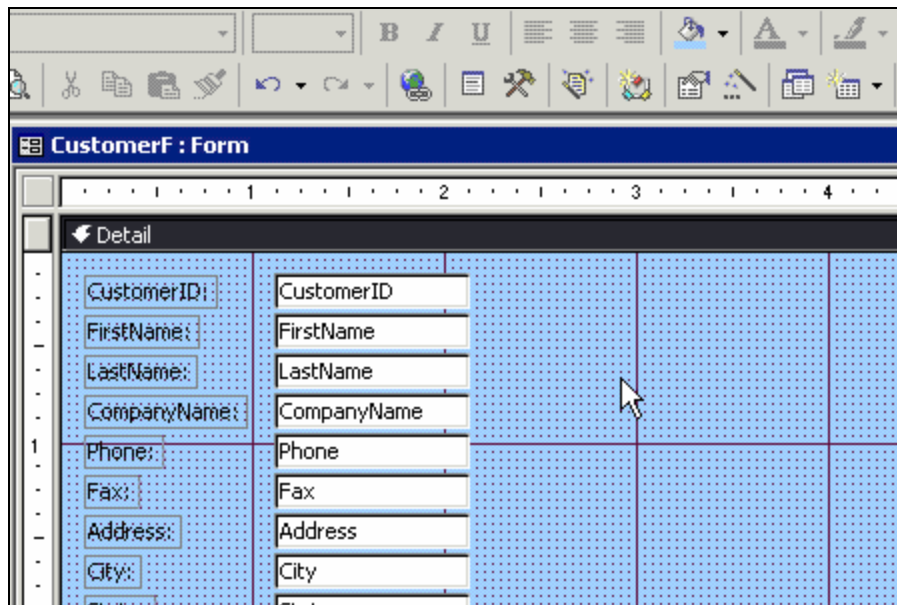 B I U
CustomerF : Form
1 2 3 4
Detail
CustomerID: CustomerID
FirstName: FirstName
LastName: LastName
CompanyName: CompanyName
1
Phone: Phone
Fax: Fax
Address: Address
City: City